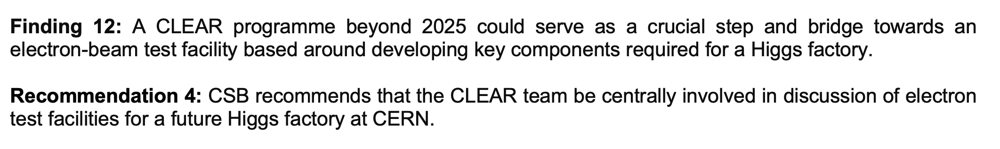 Finding 12: A CLEAR programme beyond 2025 could serve as a crucial step and bridge towards an
electron-beam test facility based around developing key components required for a Higgs factory.
Recommendation 4: CSB recommends that the CLEAR team be centrally involved in discussion of electron
test facilities for a future Higgs factory at CERN.